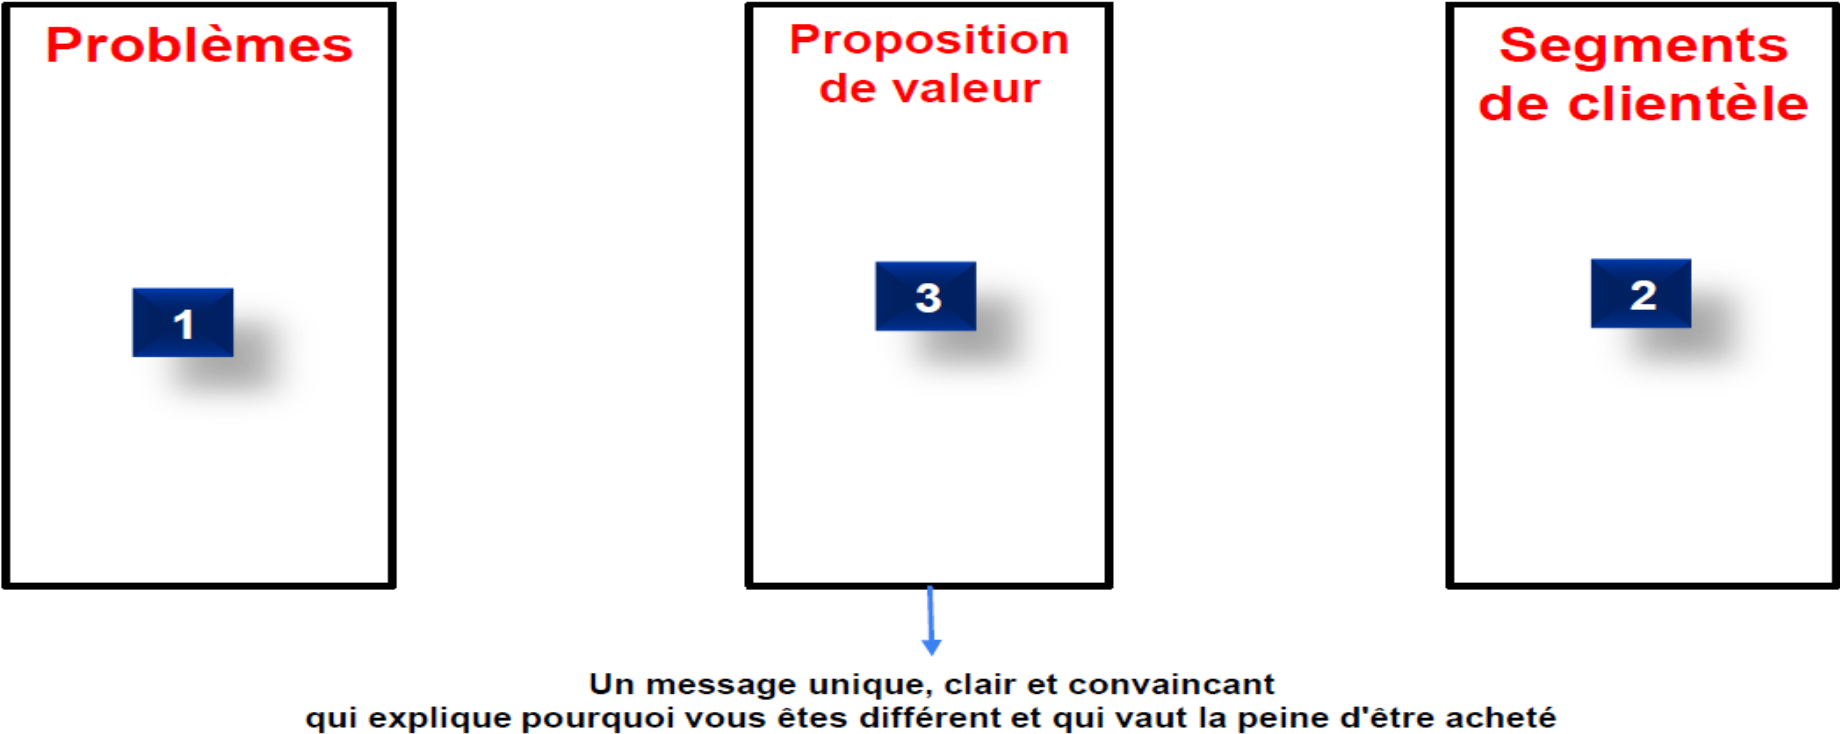 Problèmes
1
Proposition
de valeur
3
Segments
de clientèle
2
Un message unique, clair et convaincant
qui explique pourquoi vous êtes différent et qui vaut la peine d'être acheté